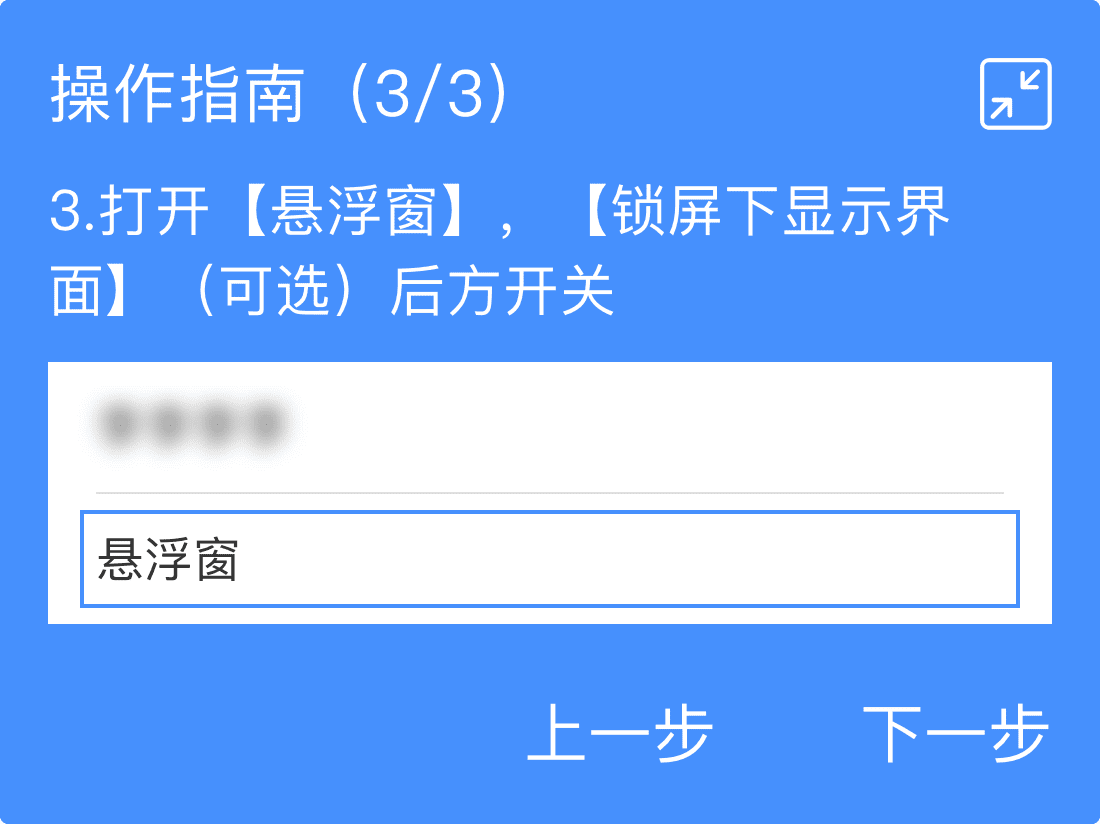 操作指南（3/3）
3.打开【悬浮窗】，【锁屏下显示界
面】（可选）后方开关
悬浮窗
上一步 下一步